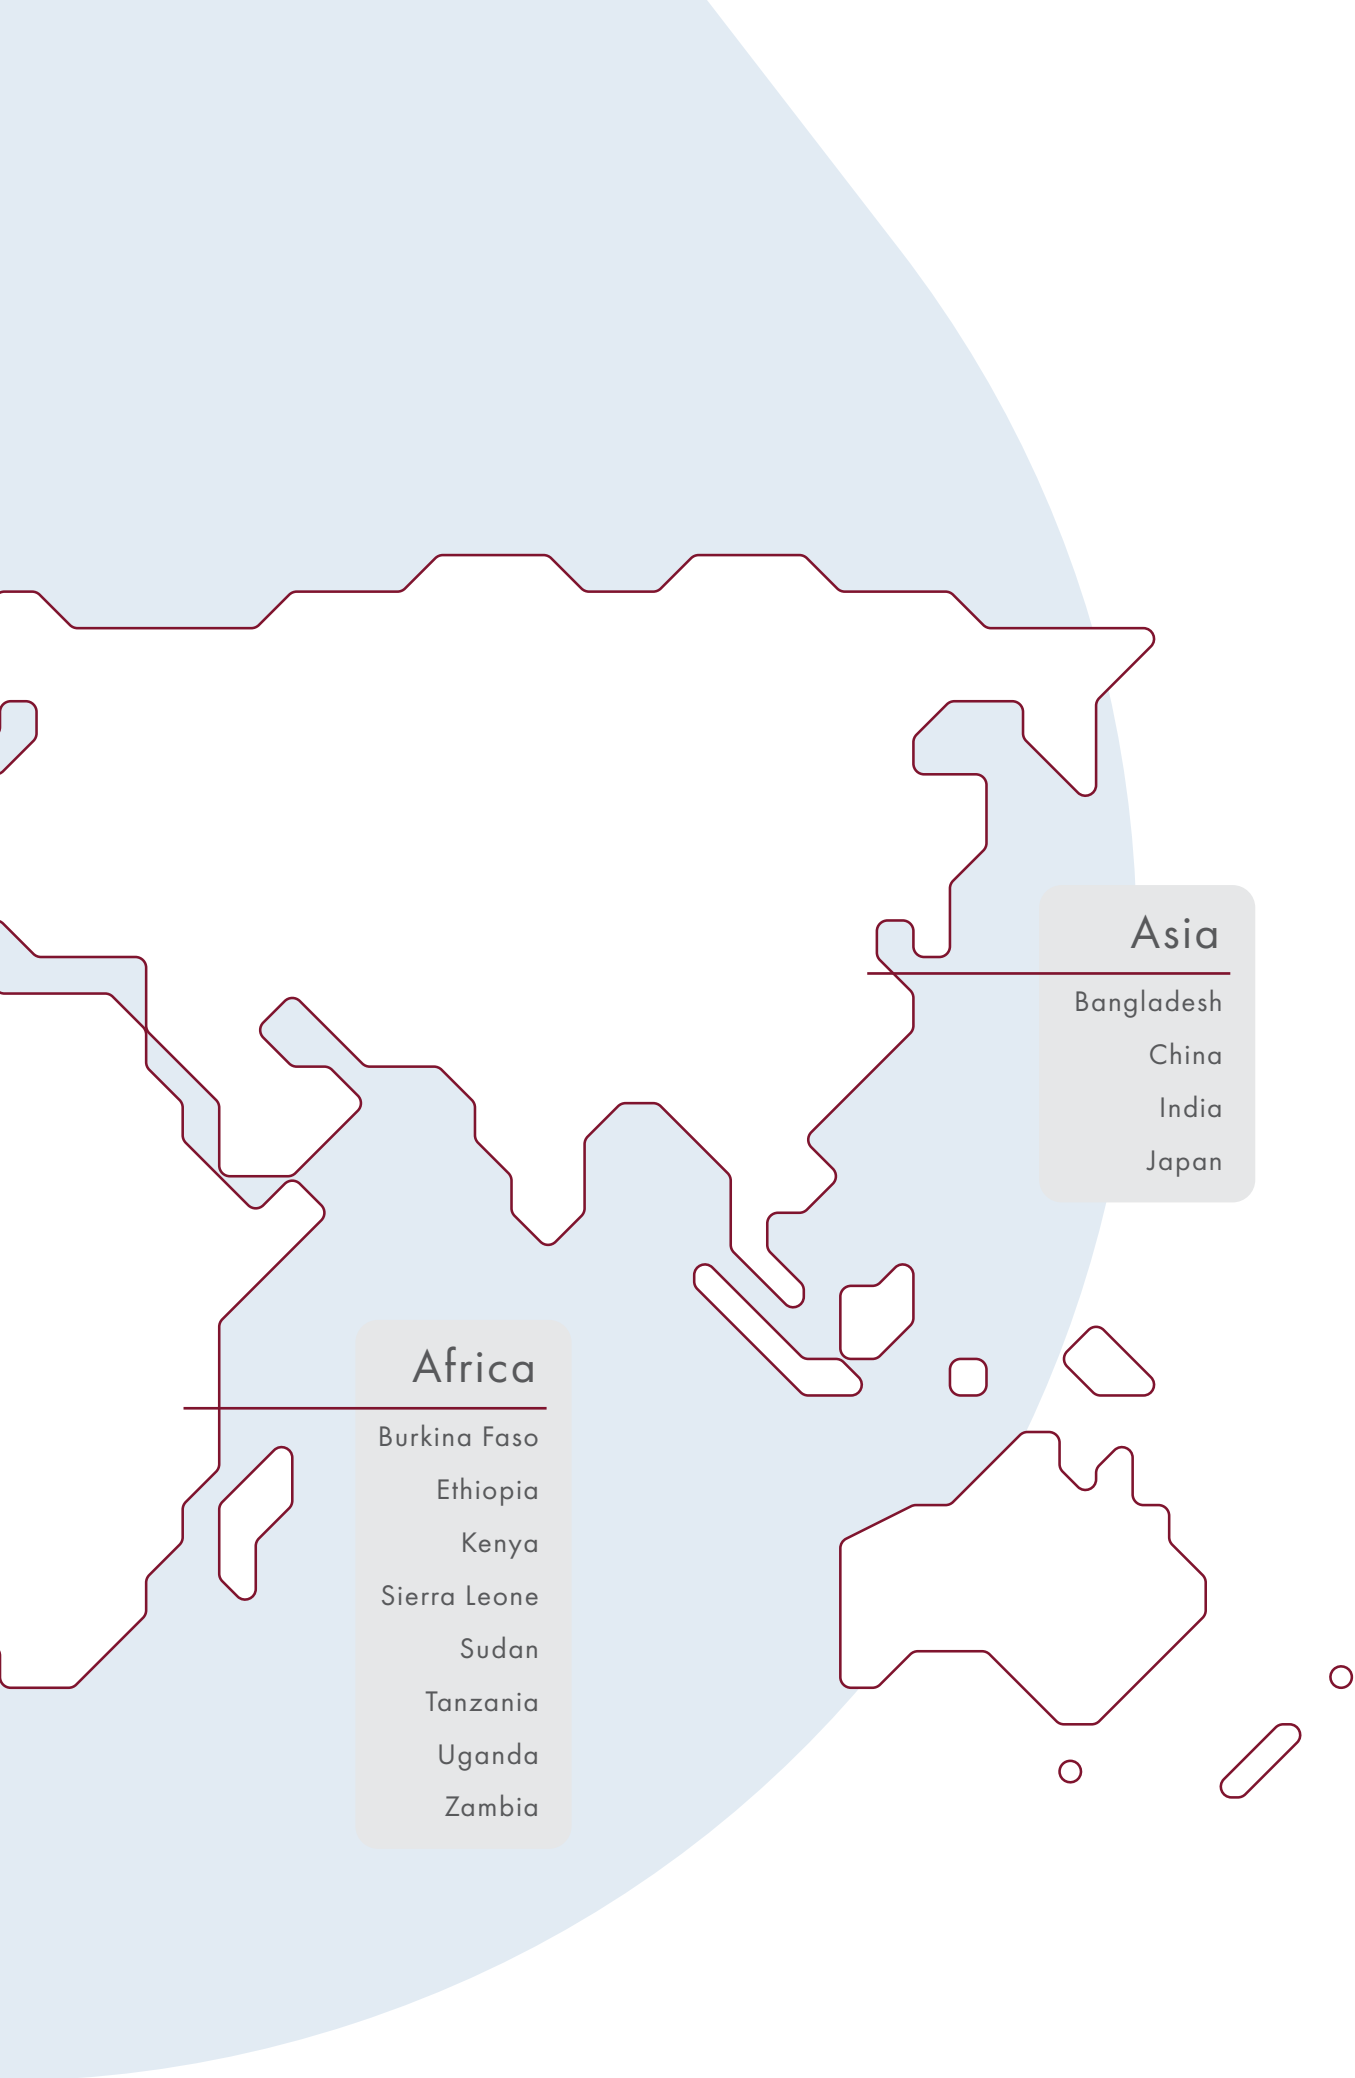 Asia
Bangladesh
China
India
Japan
Africa
Burkina Faso
Ethiopia
Kenya
Sierra Leone
Sudan
Tanzania
Uganda
Zambia